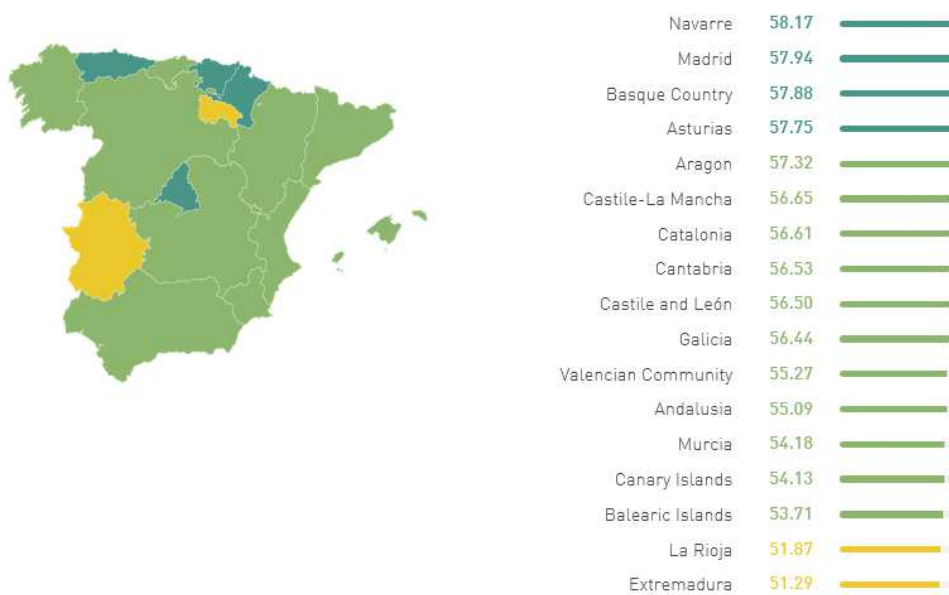 Navarre 58.17
Madrid 57.94
Basque Country 57.88
Asturias 57.75
Aragon 57.32
Castile-La Mancha 56.65
Catalonia 56.61
Cantabria 56.53
Castile and León 56.50
Galicia 56.44
Valencian Community 55.27
Andalusia 55.09
Murcia 54.18
Canary Islands 54.13
Balearic Islands 53.71
La Rioja 51.87
Extremadura 51.29